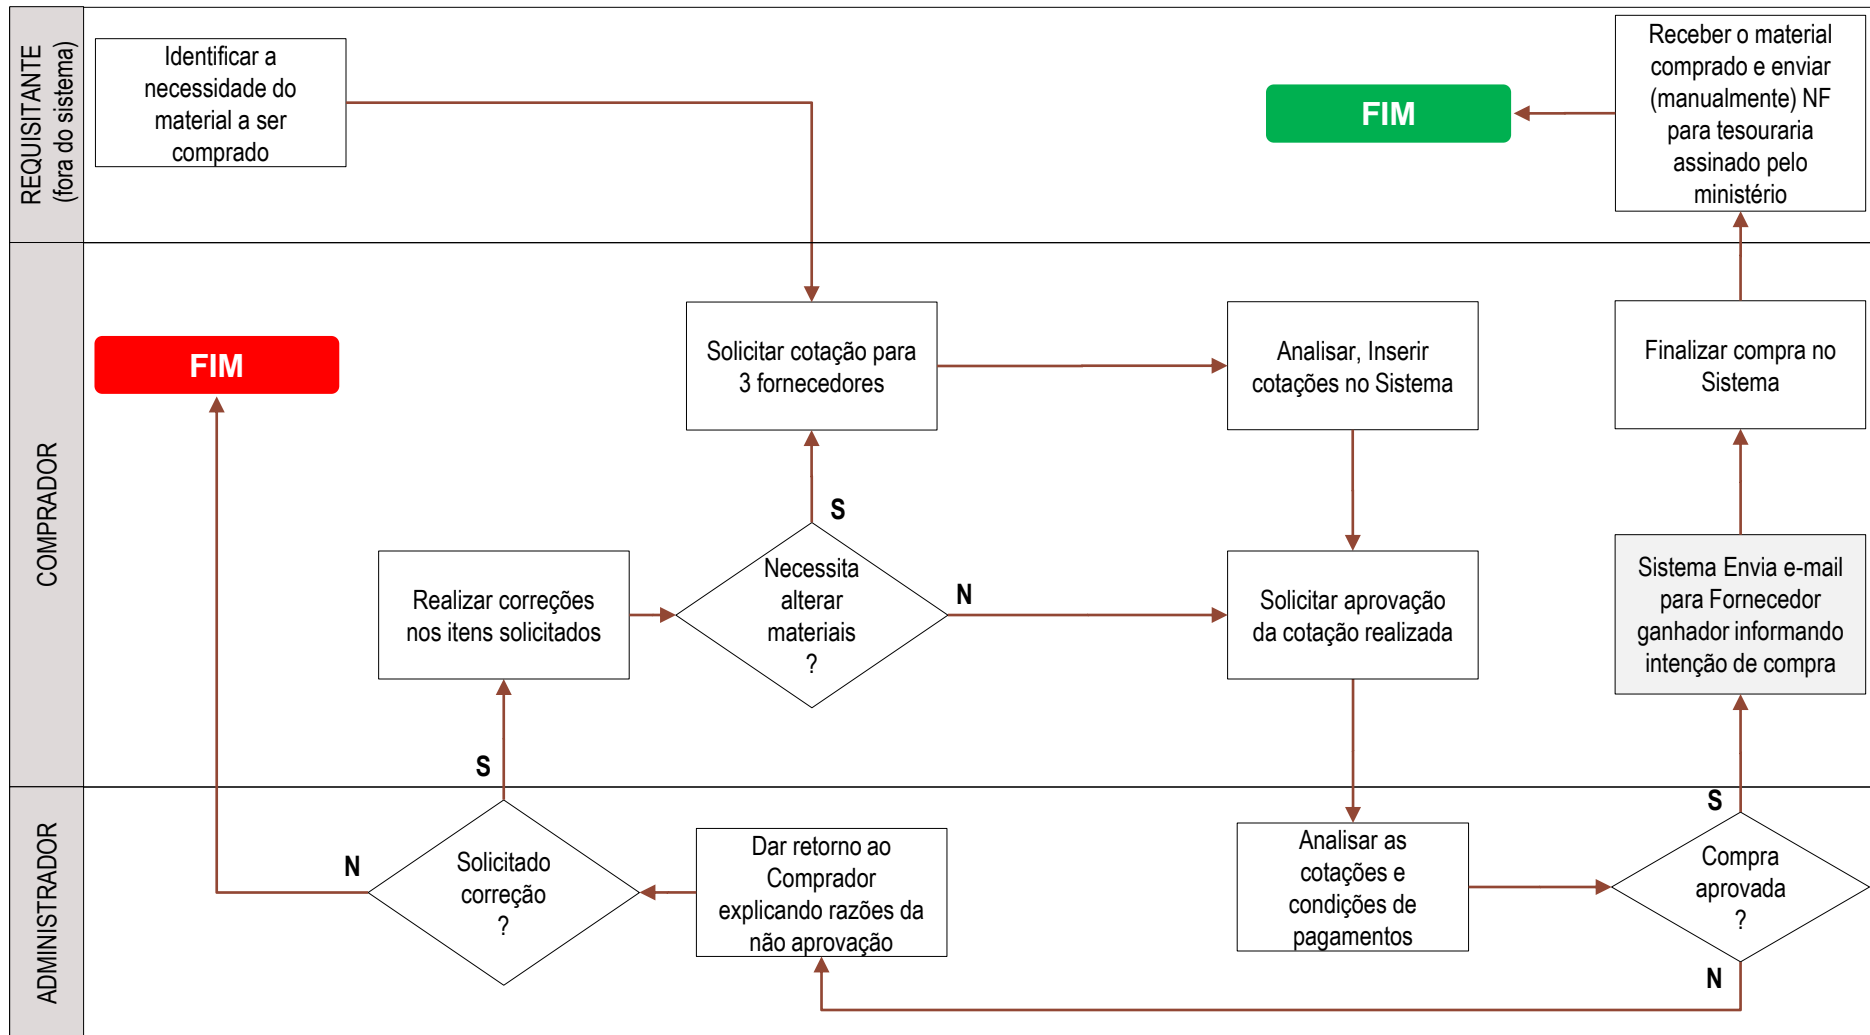 REQUISITANTE
(fora do sistema)
Identificar a
necessidade do
material a ser
comprado
FIM
Receber o material
comprado e enviar
(manualmente) NF
para tesouraria
assinado pelo
ministério
COMPRADOR
FIM
Solicitar cotação para
3 fornecedores
Analisar, Inserir
cotações no Sistema
Finalizar compra no
Sistema
S
Realizar correções
nos itens solicitados
Necessita
alterar
materiais
?
N
Solicitar aprovação
da cotação realizada
Sistema Envia e-mail
para Fornecedor
ganhador informando
intenção de compra
S
S
ADMINISTRADOR
N
Solicitado
correção
?
Dar retorno ao
Comprador
explicando razões da
não aprovação
Analisar as
cotações e
condições de
pagamentos
Compra
aprovada
?
N